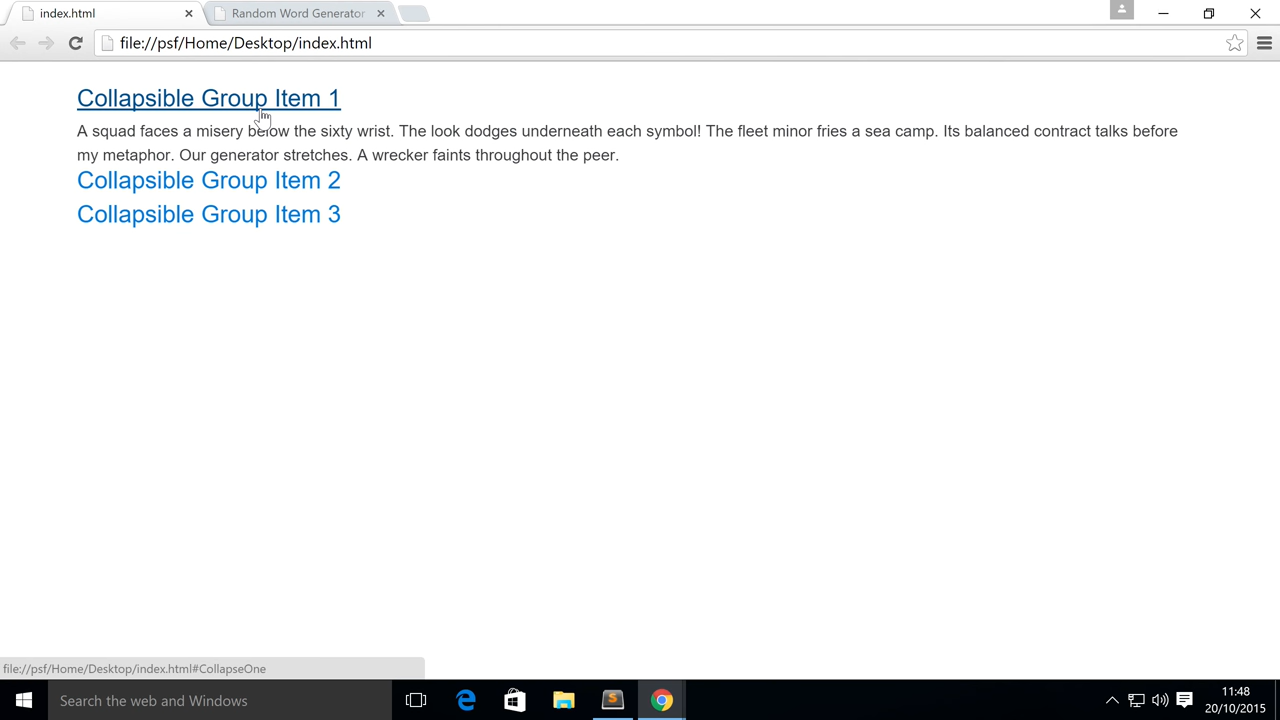 index.html
Random Word Generator
file://psf/Home/Desktop/index.html
Collapsible Group Item 1
A squad faces a misery below the sixty wrist. The look dodges underneath each symbol! The fleet minor fries a sea camp. Its balanced contract talks before
my metaphor. Our generator stretches. A wrecker faints throughout the peer.
Collapsible Group Item 2
Collapsible Group Item 3
file://psf/Home/Desktop/index.html#CollapseOne
Search the web and Windows
11:48
20/10/2015